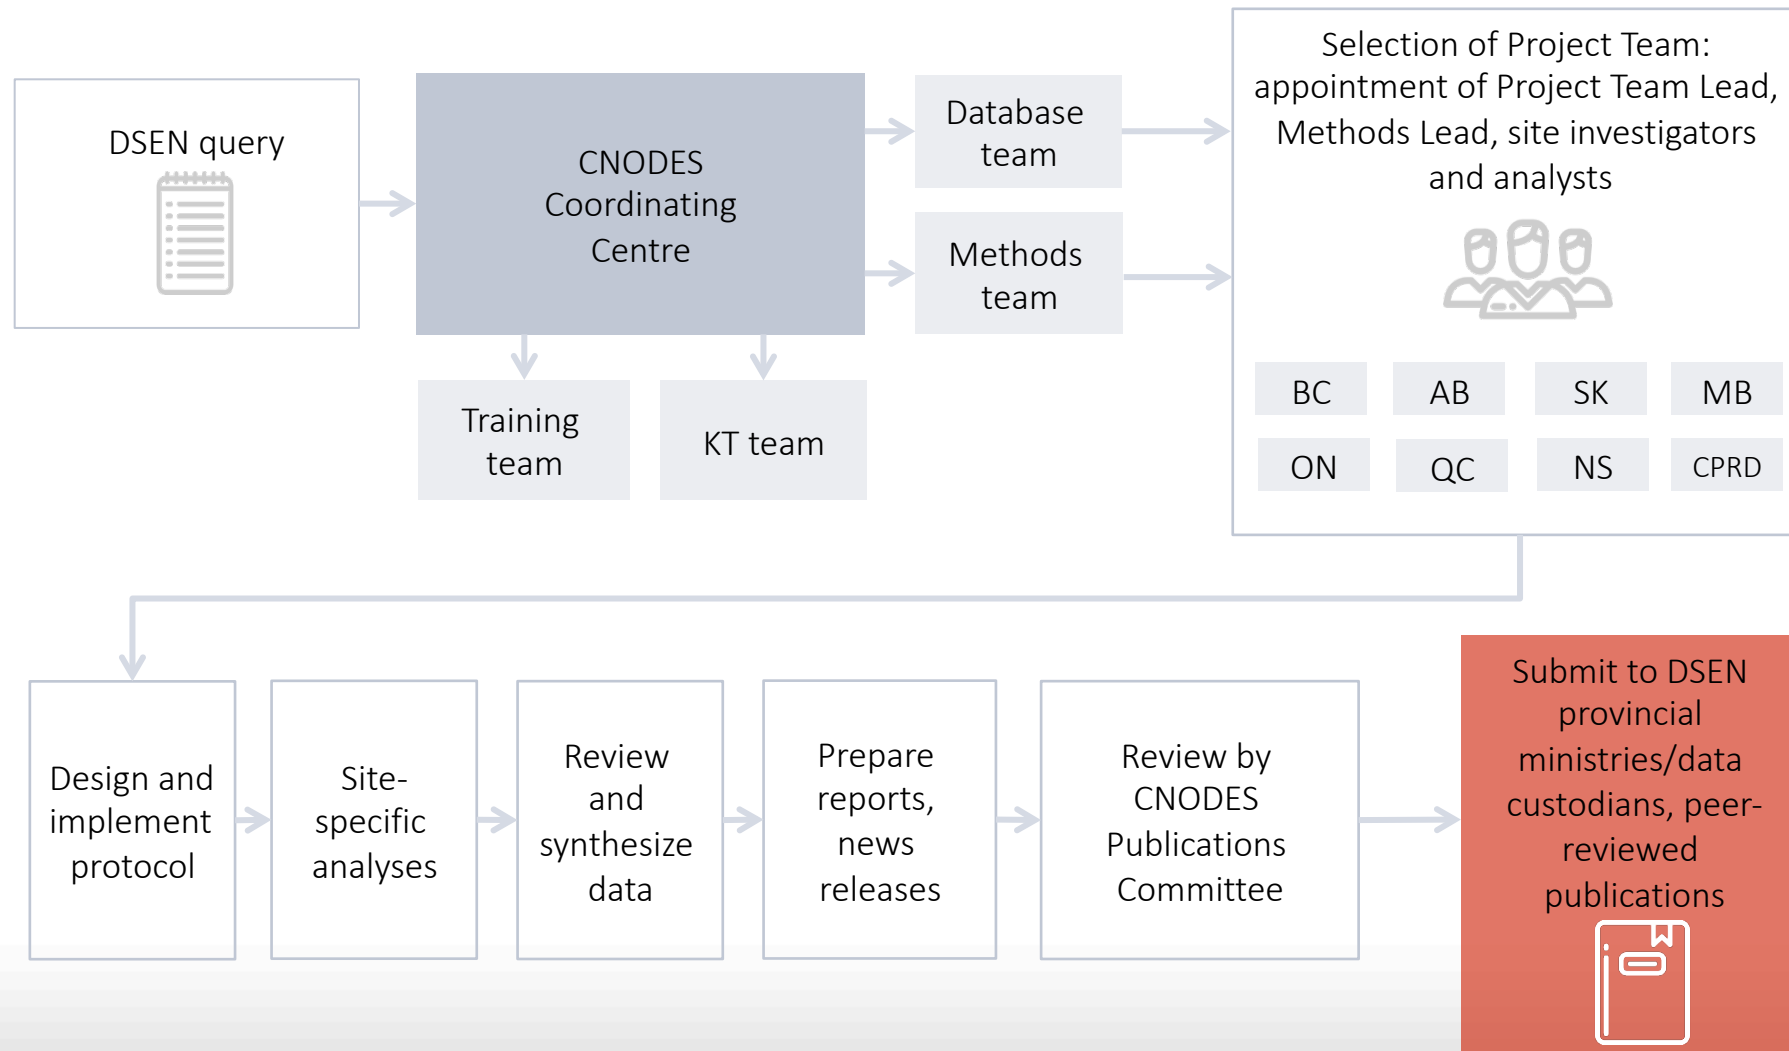 DSEN query
CNODES
Coordinating
Centre
Database
team
Methods
team
Training
team
KT team
Selection of Project Team:
appointment of Project Team Lead,
Methods Lead, site investigators
and analysts
BC
AB
SK
MB
ON
QC
NS
CPRD
Design and
implement
protocol
Site-
specific
analyses
Review
and
synthesize
data
Prepare
reports,
news
releases
Review by
CNODES
Publications
Committee
Submit to DSEN
provincial
ministries/data
custodians, peer-
reviewed
publications